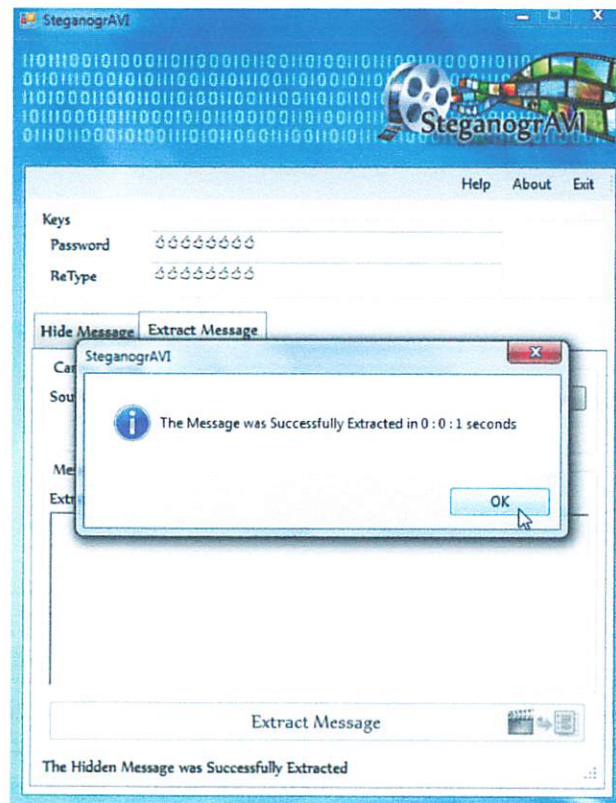 SteganogrAVI
SteganogrAVI
Help About Exit
Keys
Password
ReType
Hide Message Extract Message
SteganogrAVI
The Message was Successfully Extracted in 0 : 0 : 1 seconds
OK
Extract Message
The Hidden Message was Successfully Extracted